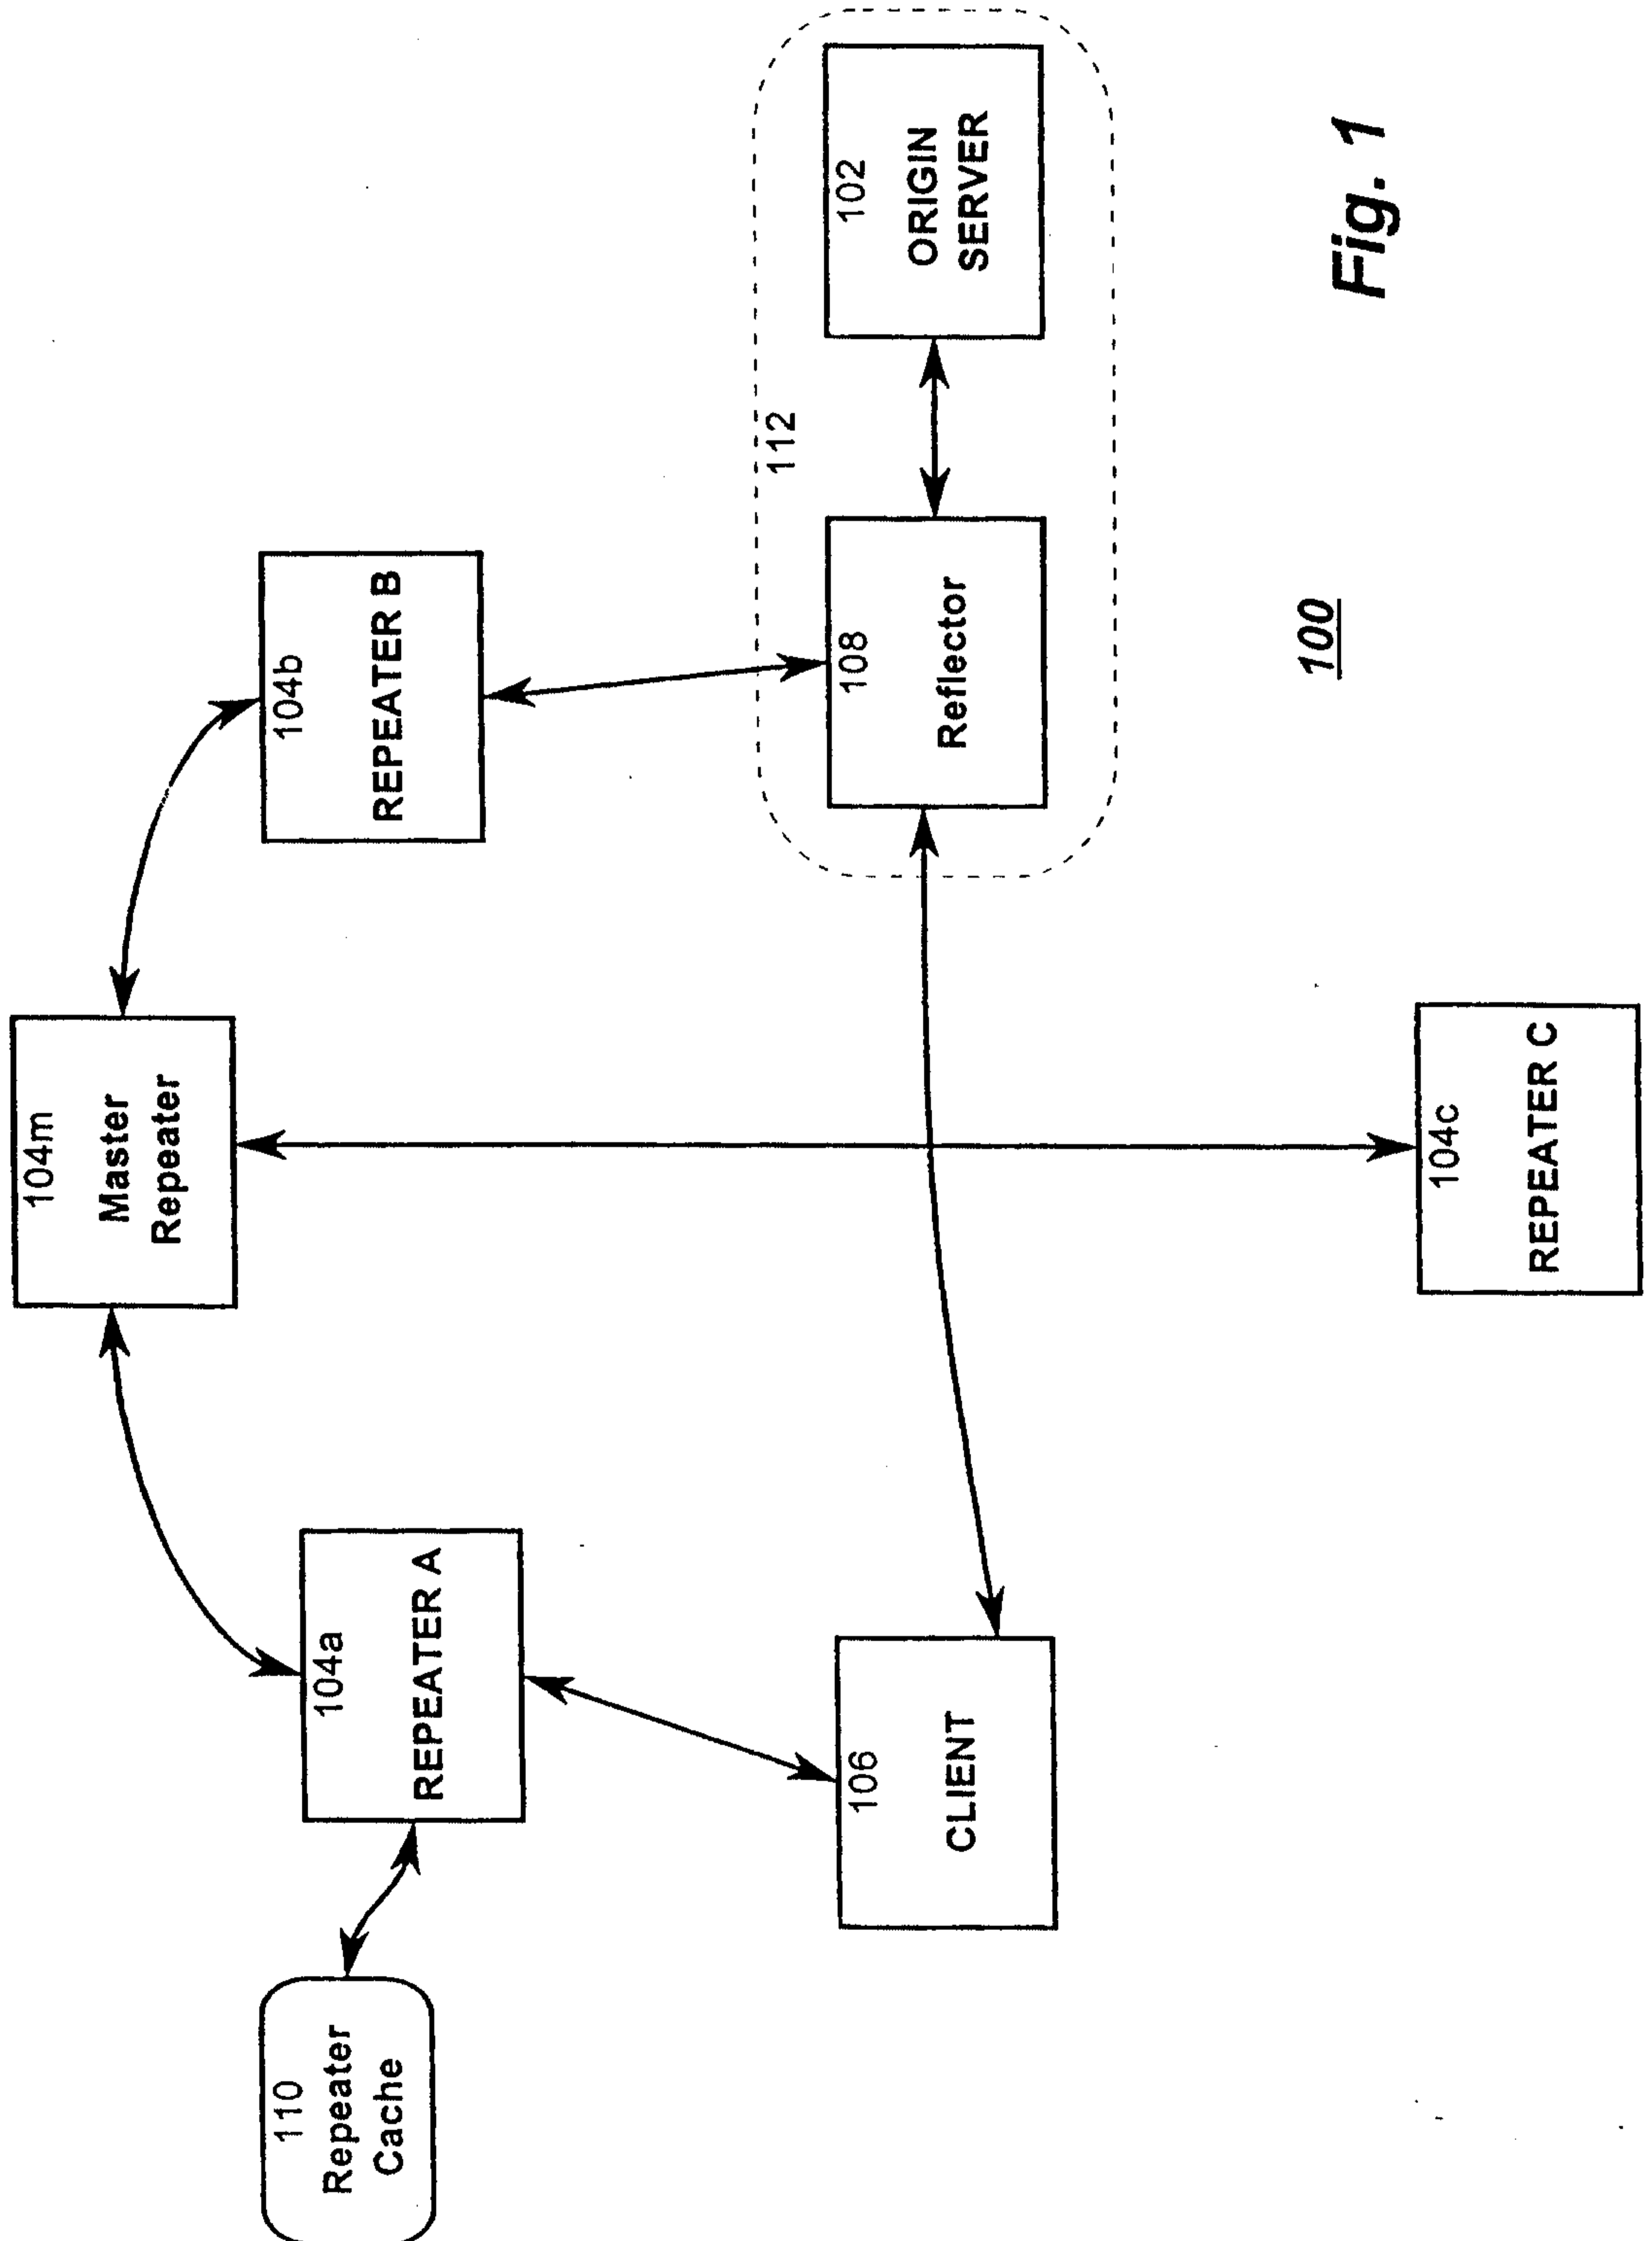 104m
Master
Repeater
104a
REPEATER A
104b
REPEATER B
110
Repeater
Cache
112
106
CLIENT
108
Reflector
102
ORIGIN
SERVER
104c
REPEATER C
100
Fig. 1